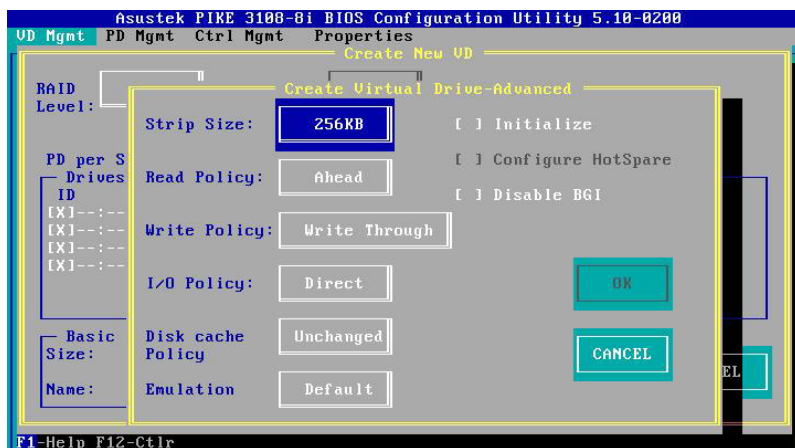 Asustek PIKE 3108-8i BIOS Configuration Utility 5.10-0200
VD Mgmt PD Mgmt Ctrl Mgmt Properties
Create New VD
RAID
Level:
Create Virtual Drive-Advanced
Strip Size: 256KB [ ] Initialize
PD per S [ ] Configure HotSpare
Drives Read Policy: Ahead
ID [ ] Disable BGI
[X]--:--
[X]--:-- Write Policy: Write Through
[X]--:--
[X]--:--
I/O Policy: Direct OK
Basic Disk cache Unchanged
Size: Policy CANCEL
EL
Name: Emulation Default
F1-Help F12-Ctlr